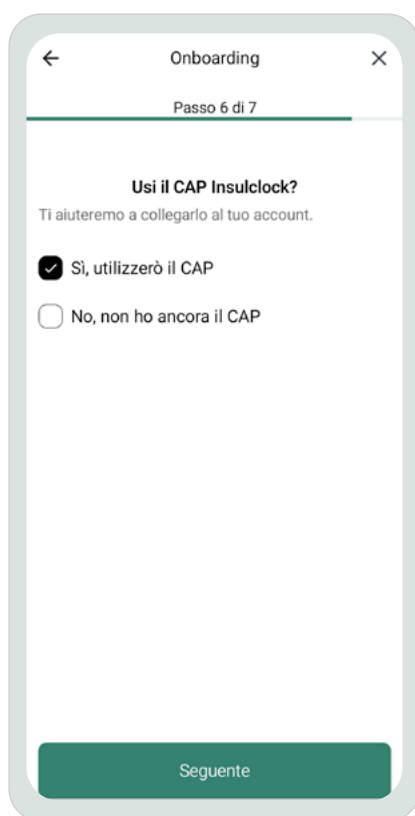 Onboarding
Passo 6 di 7
Usi il CAP Insulclock?
Ti aiuteremo a collegarlo al tuo account.
Sì, utilizzerò il CAP
No, non ho ancora il CAP
Seguente